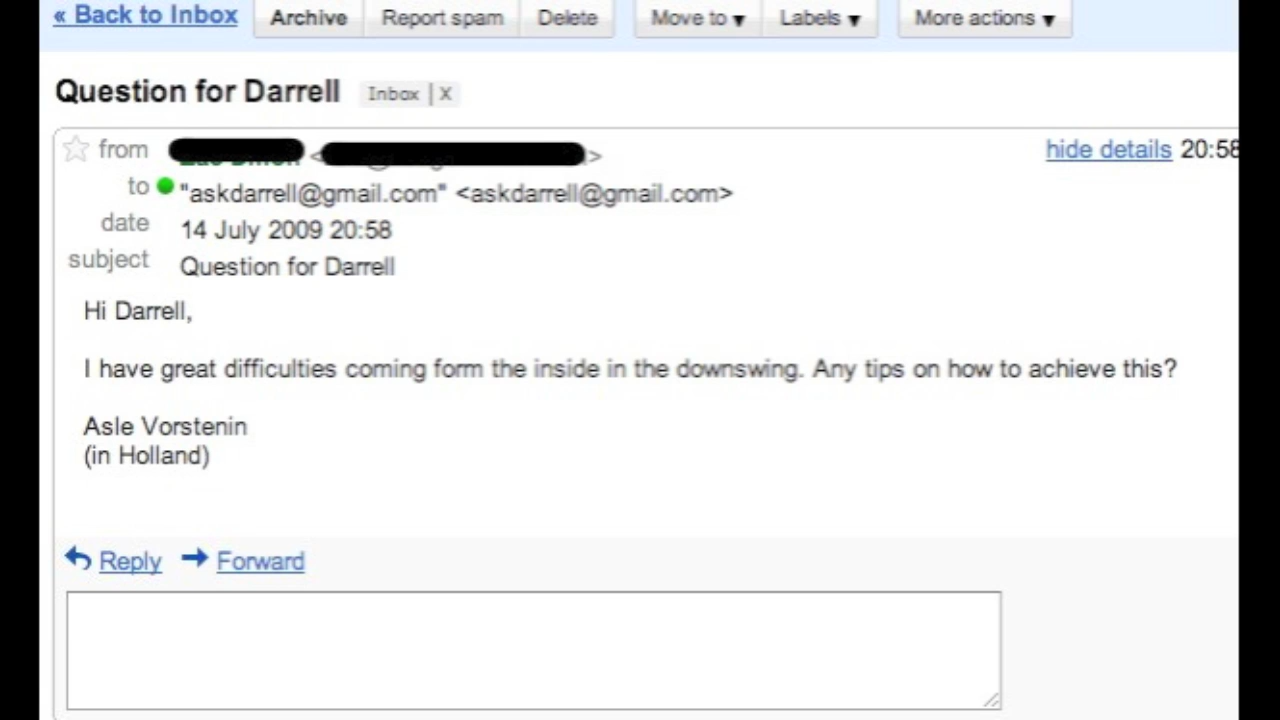 « Back to Inbox Archive Report spam Delete Move to ▼ Labels ▼ More actions ▼
Question for Darrell Inbox | X
from < > hide details 20:58
to "askdarrell@gmail.com" <askdarrell@gmail.com>
date 14 July 2009 20:58
subject Question for Darrell
Hi Darrell,
I have great difficulties coming form the inside in the downswing. Any tips on how to achieve this?
Asle Vorstenin
(in Holland)
Reply Forward